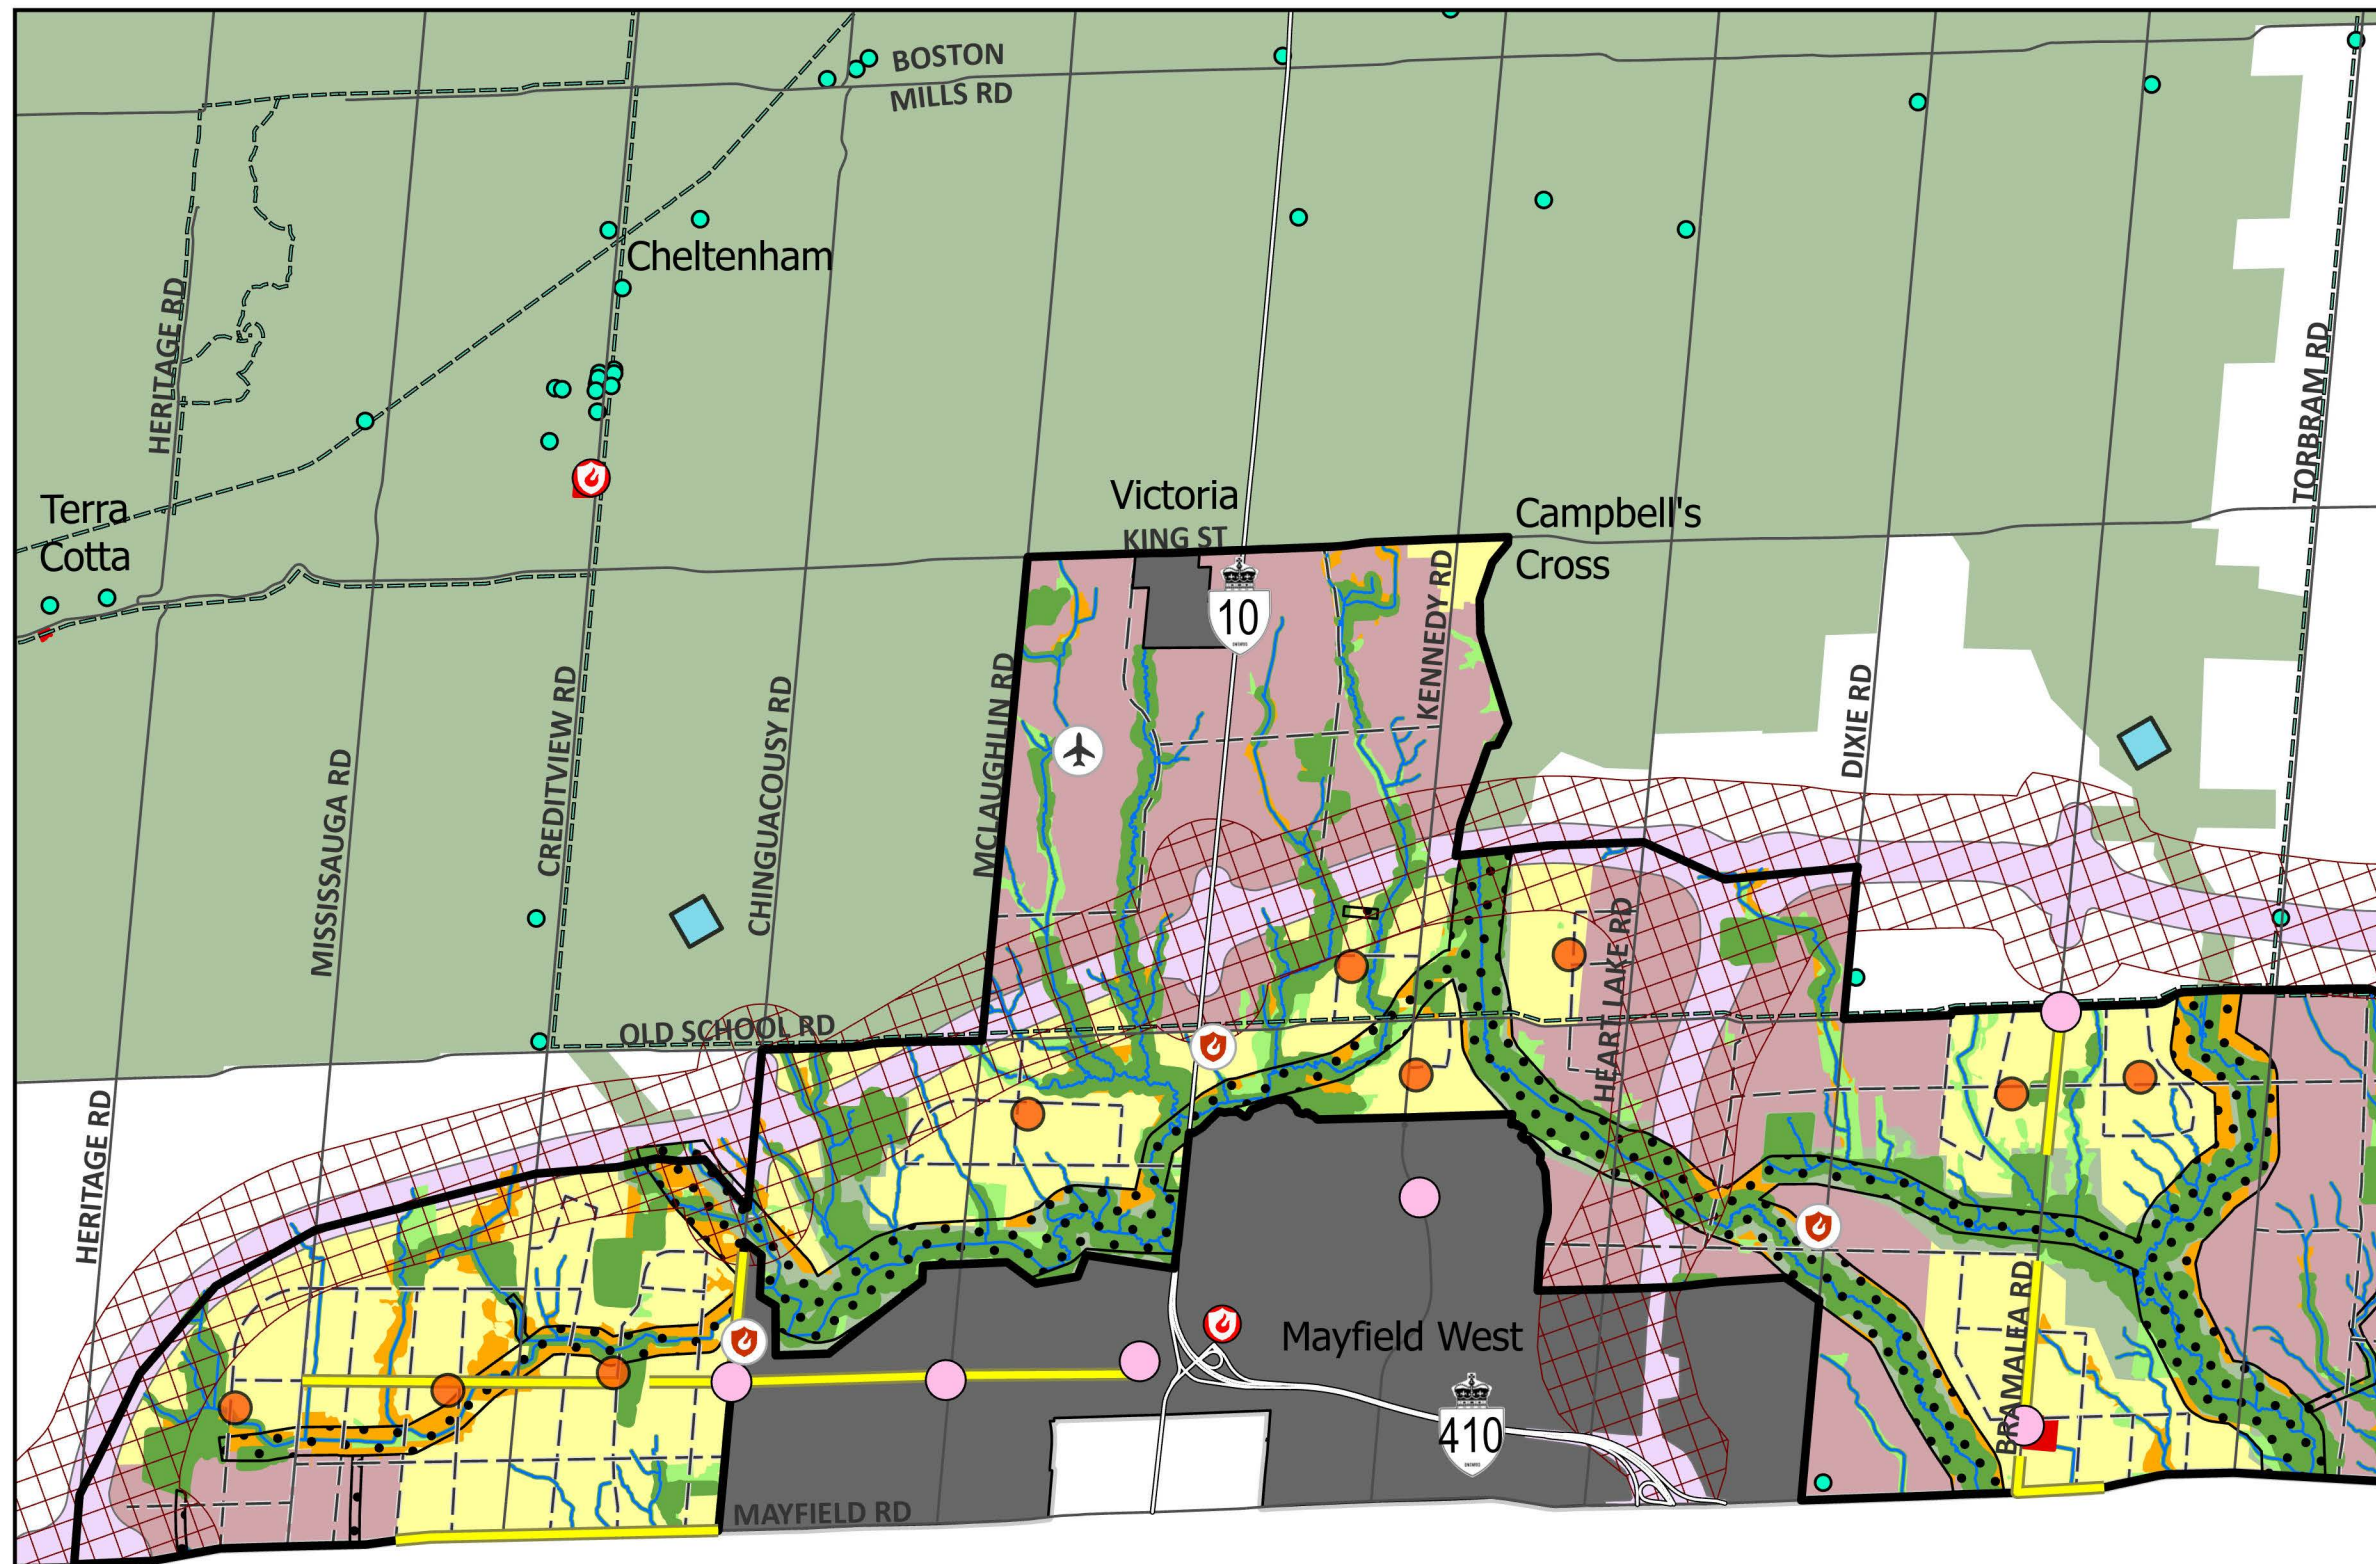 BOSTON
MILLS RD
Cheltenham
HERITAGE RD
TORBRAM RD
Terra
Cotta
Victoria
KING ST
Campbell's
Cross
10
KENNEDY RD
MCLAUGHLIN RD
CREDITVIEW RD
CHINGUACOUSY RD
DIXIE RD
MISSISSAUGA RD
HEART LAKE RD
OLD SCHOOL RD
HERITAGE RD
BRAMALEA RD
Mayfield West
410
MAYFIELD RD